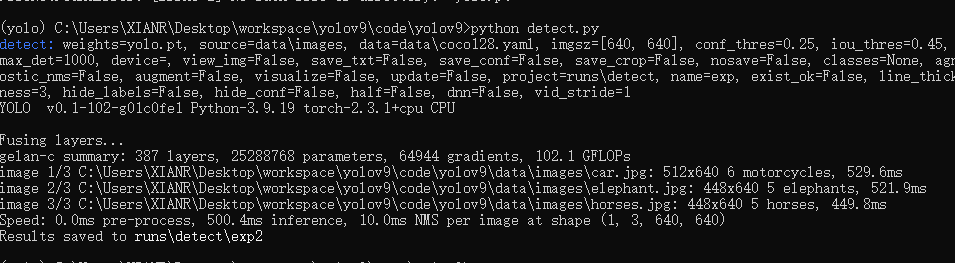 (yolo) C:\Users\XIANR\Desktop\workspace\yolov9\code\yolov9>python detect.py
detect: weights=yolo.pt, source=data\images, data=data\coco128.yaml, imgsz=[640, 640], conf_thres=0.25, iou_thres=0.45,
max_det=1000, device=, view_img=False, save_txt=False, save_conf=False, save_crop=False, nosave=False, classes=None, agn
ostic_nms=False, augment=False, visualize=False, update=False, project=runs\detect, name=exp, exist_ok=False, line_thick
ness=3, hide_labels=False, hide_conf=False, half=False, dnn=False, vid_stride=1
YOLO  v0.1-102-g01c0fe1 Python-3.9.19 torch-2.3.1+cpu CPU
Fusing layers...
gelan-c summary: 387 layers, 25288768 parameters, 64944 gradients, 102.1 GFLOPs
image 1/3 C:\Users\XIANR\Desktop\workspace\yolov9\code\yolov9\data\images\car.jpg: 512x640 6 motorcycles, 529.6ms
image 2/3 C:\Users\XIANR\Desktop\workspace\yolov9\code\yolov9\data\images\elephant.jpg: 448x640 5 elephants, 521.9ms
image 3/3 C:\Users\XIANR\Desktop\workspace\yolov9\code\yolov9\data\images\horses.jpg: 448x640 5 horses, 449.8ms
Speed: 0.0ms pre-process, 500.4ms inference, 10.0ms NMS per image at shape (1, 3, 640, 640)
Results saved to runs\detect\exp2